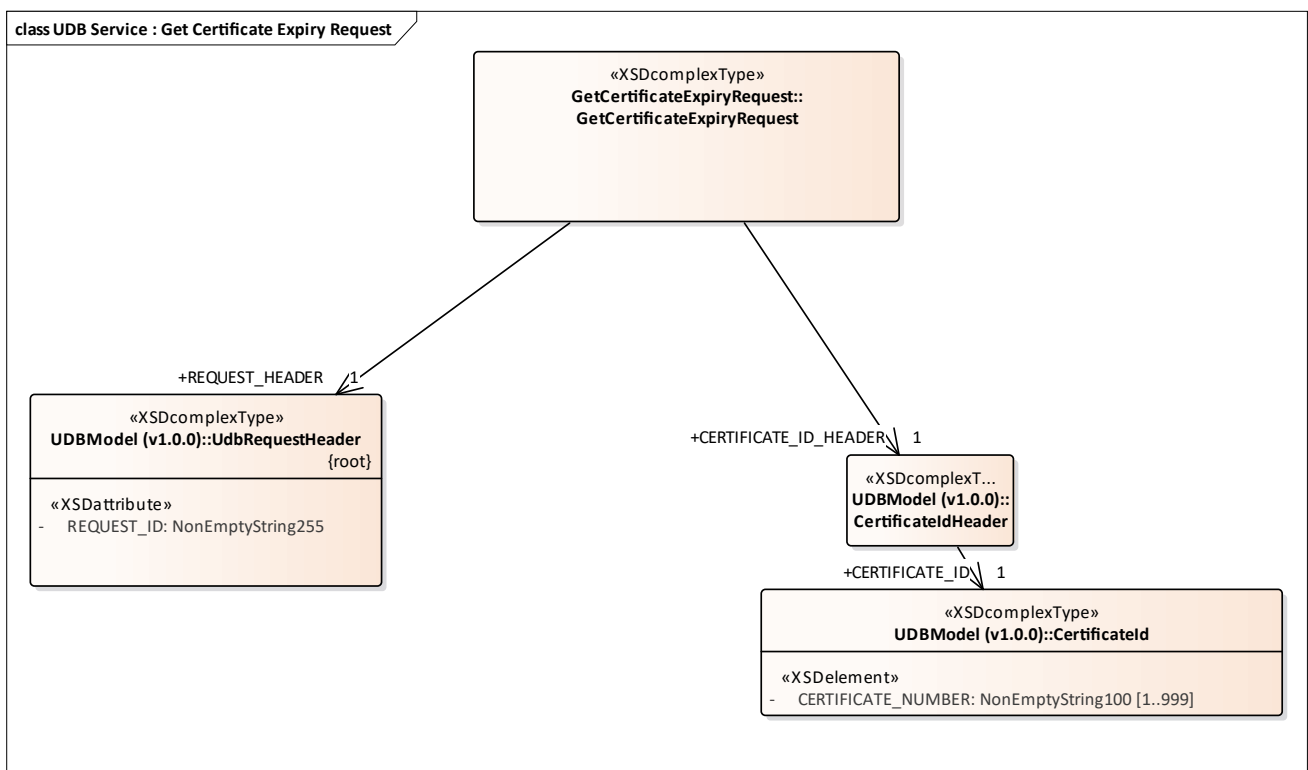 class UDB Service : Get Certificate Expiry Request
«XSDcomplexType»
GetCertificateExpiryRequest::
GetCertificateExpiryRequest
+REQUEST_HEADER 1
«XSDcomplexType»
UDBModel (v1.0.0)::UdbRequestHeader
{root}
«XSDattribute»
- REQUEST_ID: NonEmptyString255
+CERTIFICATE_ID_HEADER 1
«XSDcomplexT...
UDBModel (v1.0.0)::
CertificateIdHeader
+CERTIFICATE_ID 1
«XSDcomplexType»
UDBModel (v1.0.0)::CertificateId
«XSDelement»
- CERTIFICATE_NUMBER: NonEmptyString100 [1..999]